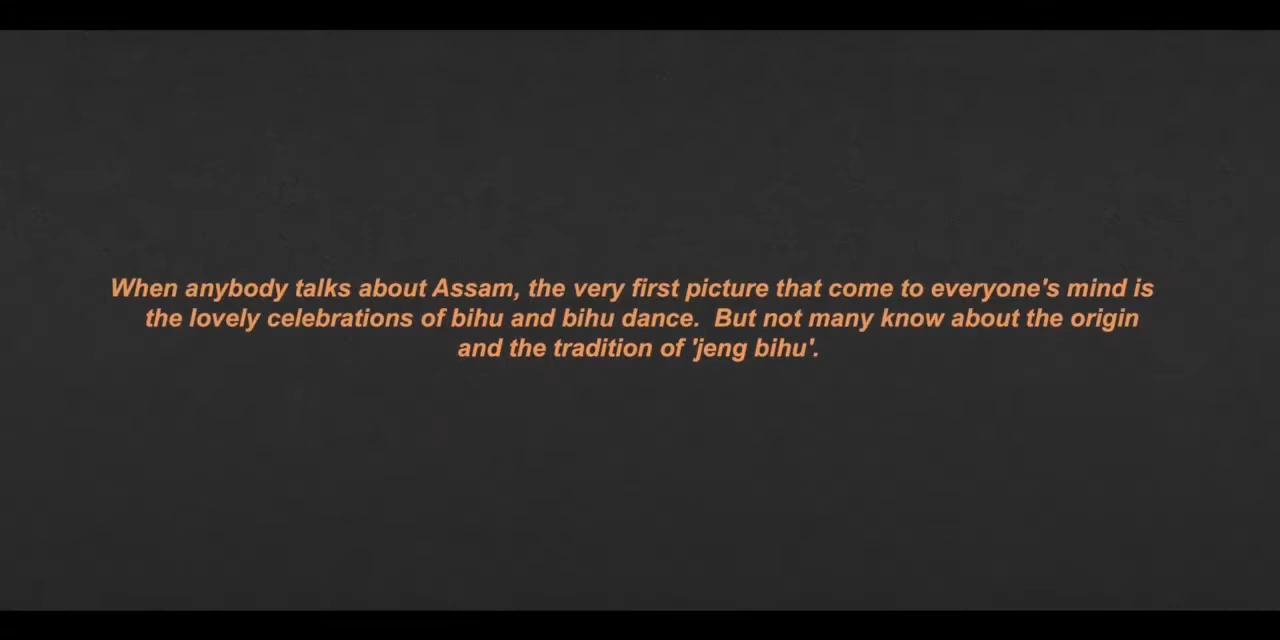 When anybody talks about Assam, the very first picture that come to everyone's mind is
the lovely celebrations of bihu and bihu dance.  But not many know about the origin
and the tradition of 'jeng bihu'.